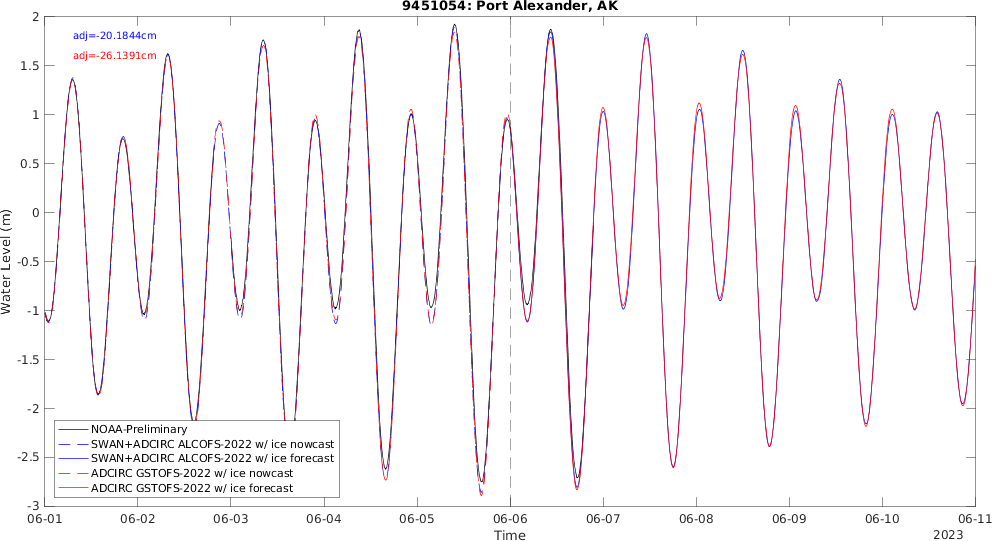 9451054: Port Alexander, AK
adj=-20.1844cm
adj=-26.1391cm
2
1.5
1
0.5
0
-0.5
-1
-1.5
-2
-2.5
-3
Water Level (m)
NOAA-Preliminary
SWAN+ADCIRC ALCOFS-2022 w/ ice nowcast
SWAN+ADCIRC ALCOFS-2022 w/ ice forecast
ADCIRC GSTOFS-2022 w/ ice nowcast
ADCIRC GSTOFS-2022 w/ ice forecast
06-01 06-02 06-03 06-04 06-05 06-06 06-07 06-08 06-09 06-10 06-11
Time
2023